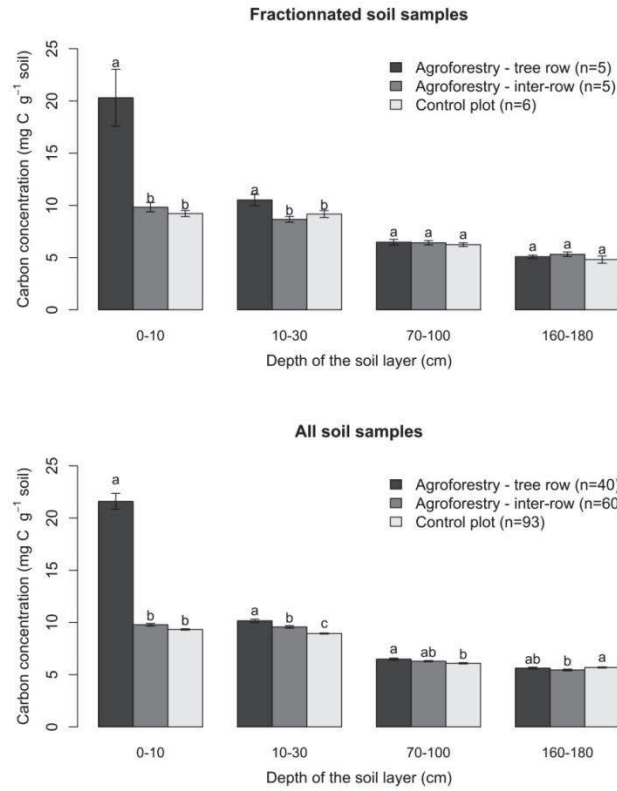 Fractionnated soil samples
Carbon concentration (mg C g⁻¹ soil)
25
20
15
10
5
0
Agroforestry - tree row (n=5)
Agroforestry - inter-row (n=5)
Control plot (n=6)
a
b
b
a
b
b
a
a
a
a
a
a
0-10
10-30
70-100
160-180
Depth of the soil layer (cm)
All soil samples
Carbon concentration (mg C g⁻¹ soil)
25
20
15
10
5
0
Agroforestry - tree row (n=40)
Agroforestry - inter-row (n=60
Control plot (n=93)
a
b
b
a
b
c
a
ab
b
ab
b
a
0-10
10-30
70-100
160-180
Depth of the soil layer (cm)